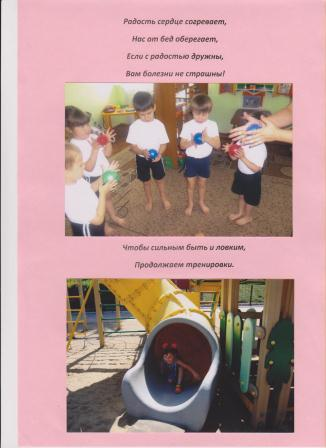 Радость сердце согревает,
Нас от бед оберегает,
Если с радостью дружны,
Вам болезни не страшны!
Чтобы сильным быть и ловким,
Продолжаем тренировки.